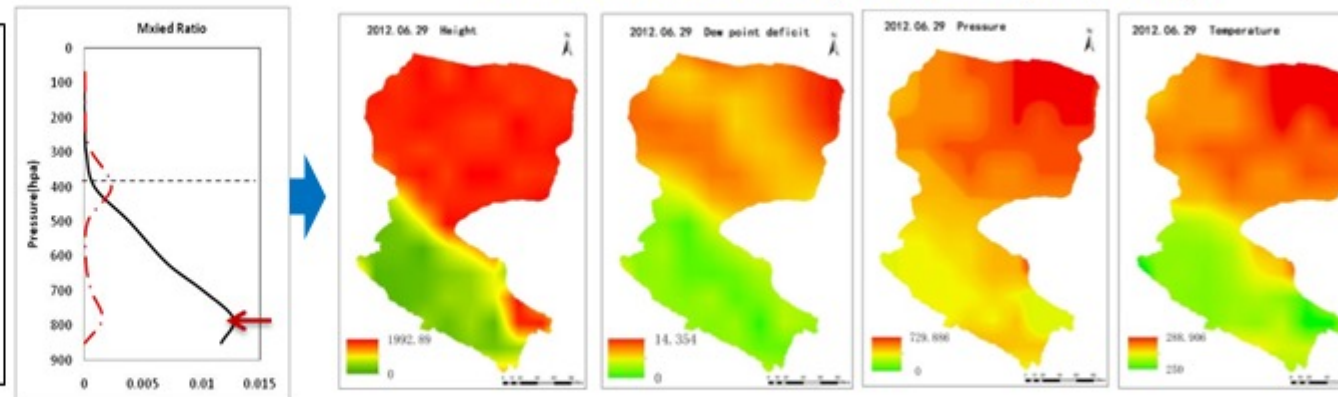 Mxied Ratio
Pressure(hpa)
0
100
200
300
400
500
600
700
800
900
0 0.005 0.01 0.015
2012.06.29 Height
N
1992.89
0
2012.06.29 Dew point deficit
N
14.354
0
2012.06.29 Pressure
N
729.886
0
2012.06.29 Temperature
288.906
250